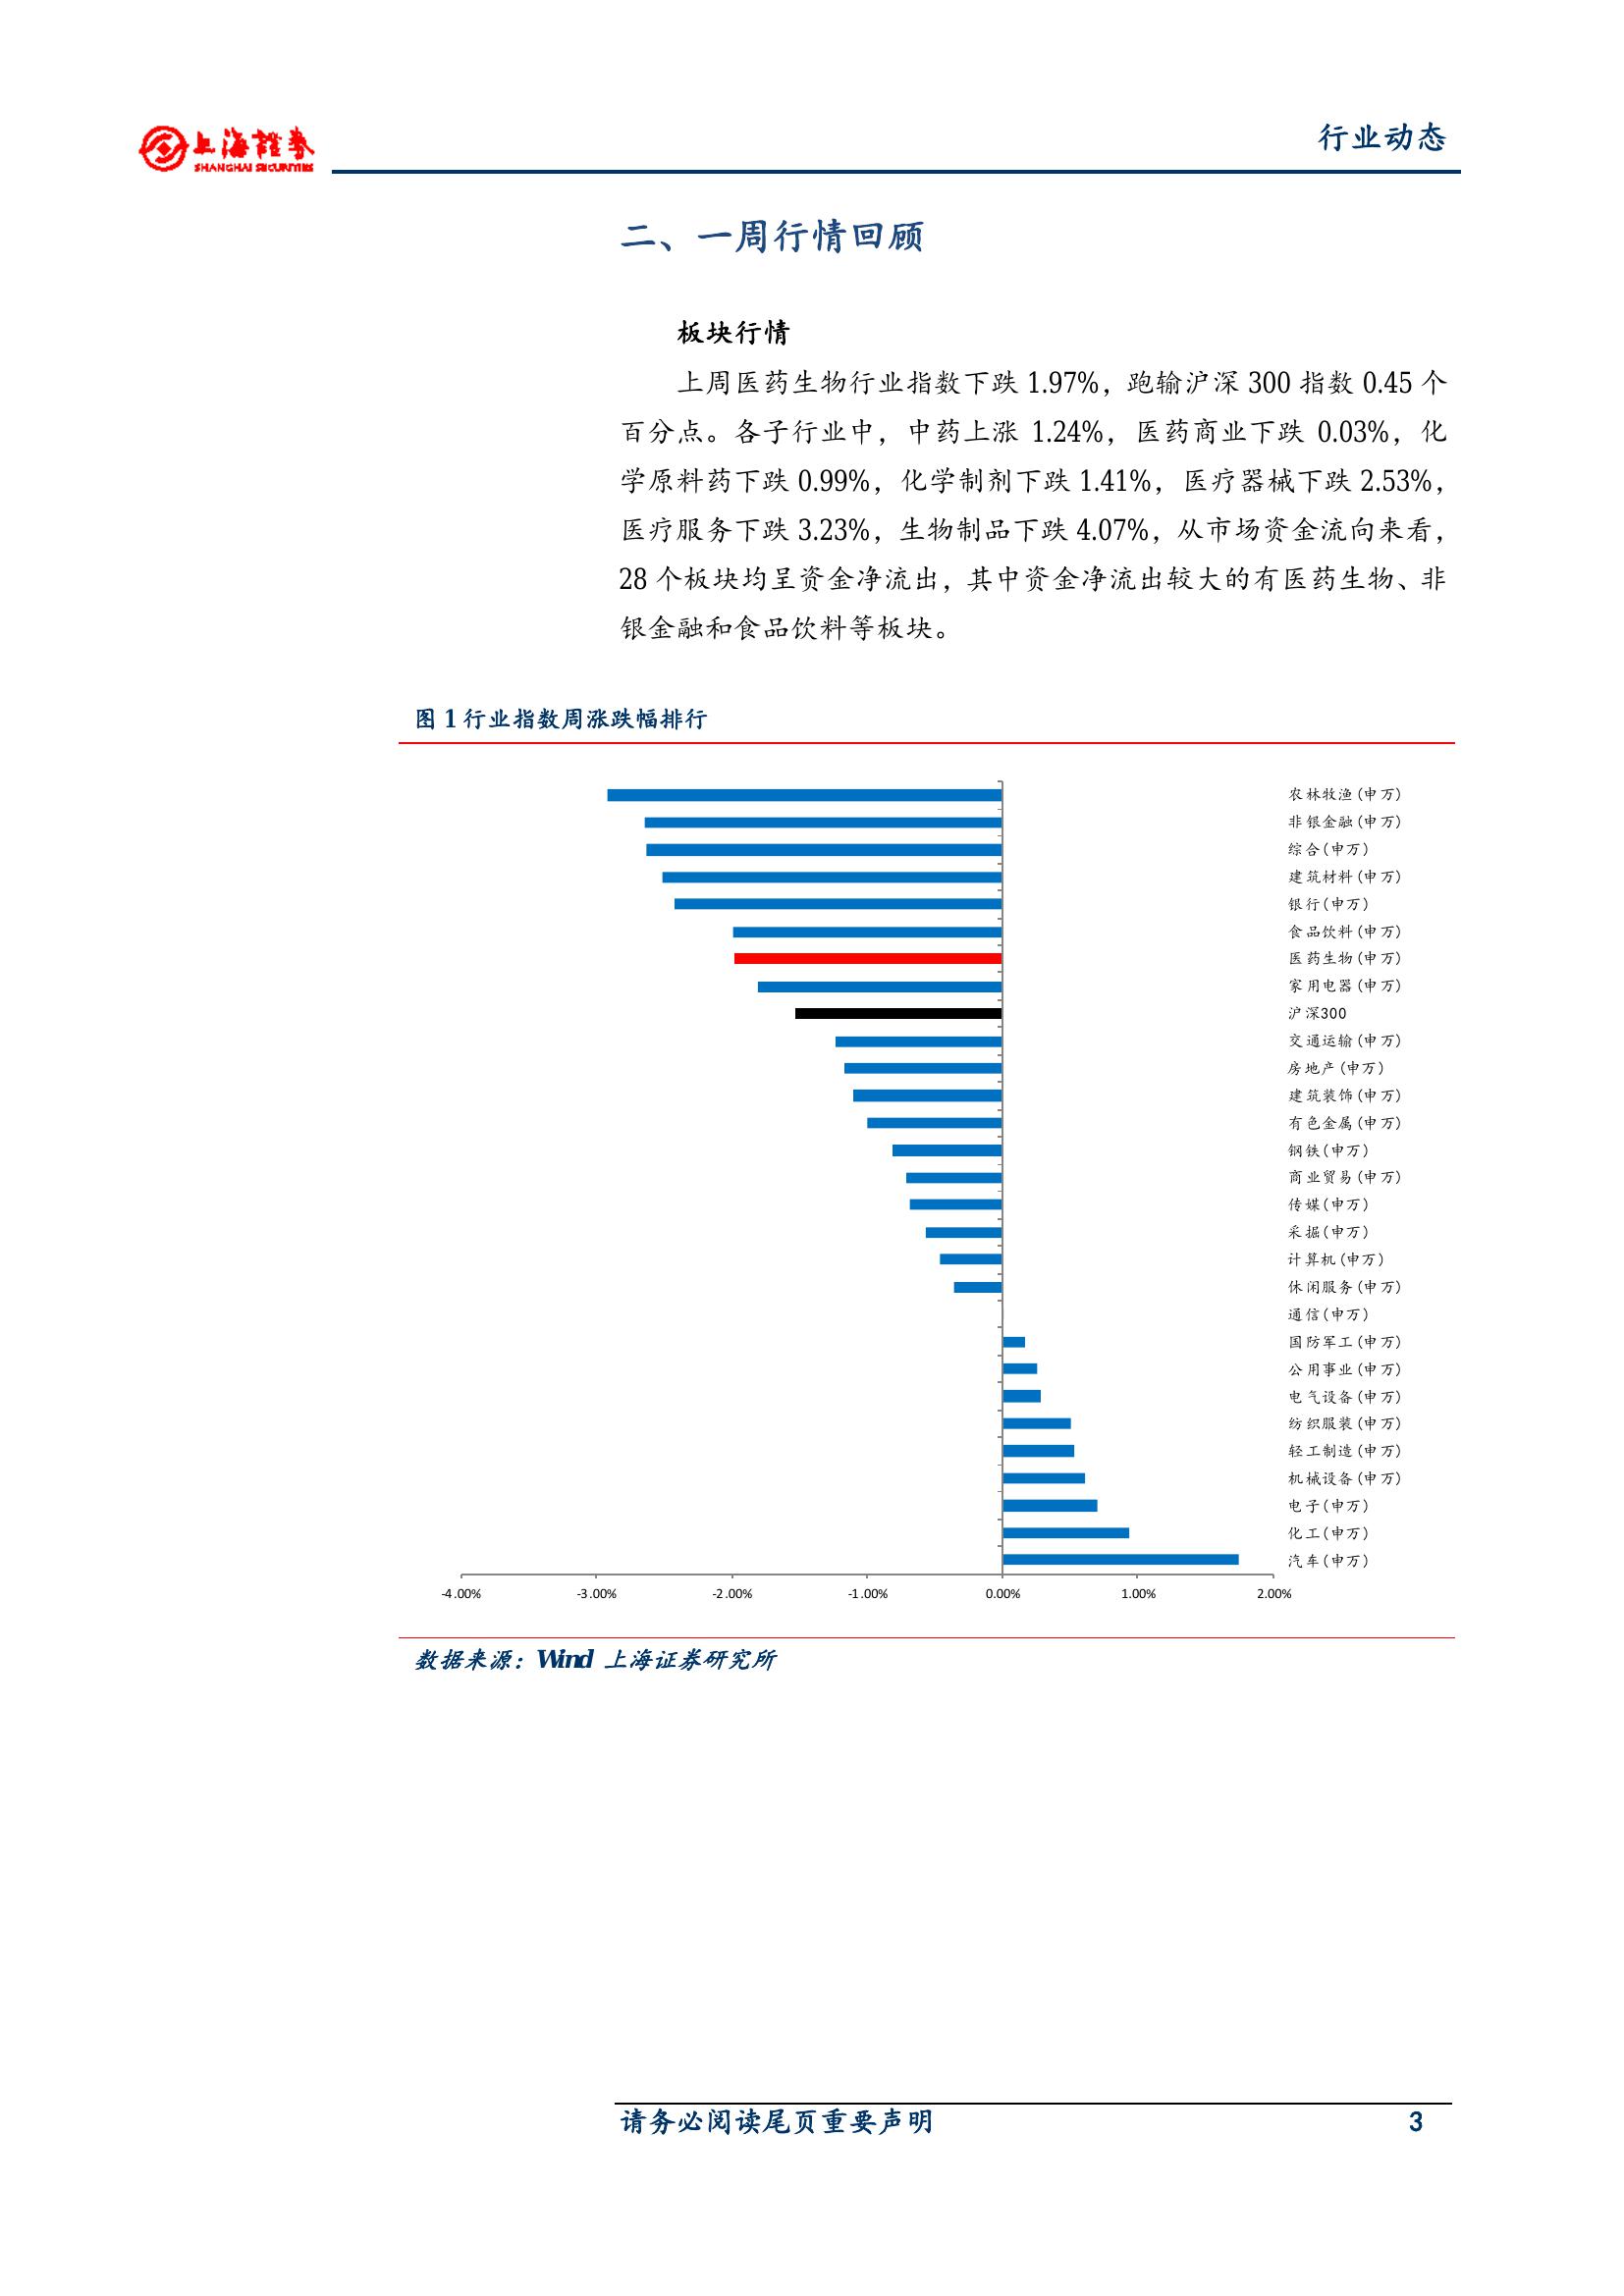 上海證券
SHANGHAI SECURITIES
行业动态
二、一周行情回顾
板块行情
上周医药生物行业指数下跌 1.97%，跑输沪深 300 指数 0.45 个
百分点。各子行业中，中药上涨 1.24%，医药商业下跌 0.03%，化
学原料药下跌 0.99%，化学制剂下跌 1.41%，医疗器械下跌 2.53%，
医疗服务下跌 3.23%，生物制品下跌 4.07%，从市场资金流向来看，
28 个板块均呈资金净流出，其中资金净流出较大的有医药生物、非
银金融和食品饮料等板块。
图 1 行业指数周涨跌幅排行
农林牧渔(申万)
非银金融(申万)
综合(申万)
建筑材料(申万)
银行(申万)
食品饮料(申万)
医药生物(申万)
家用电器(申万)
沪深300
交通运输(申万)
房地产(申万)
建筑装饰(申万)
有色金属(申万)
钢铁(申万)
商业贸易(申万)
传媒(申万)
采掘(申万)
计算机(申万)
休闲服务(申万)
通信(申万)
国防军工(申万)
公用事业(申万)
电气设备(申万)
纺织服装(申万)
轻工制造(申万)
机械设备(申万)
电子(申万)
化工(申万)
汽车(申万)
-4.00% -3.00% -2.00% -1.00% 0.00% 1.00% 2.00%
数据来源：Wind 上海证券研究所
请务必阅读尾页重要声明 3